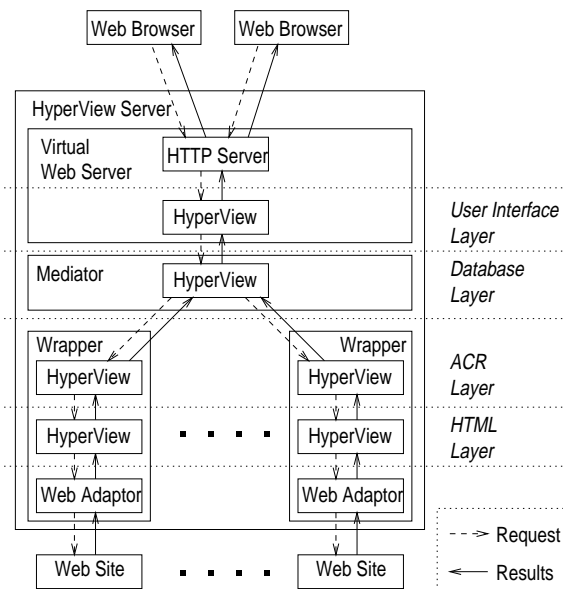 Web Browser Web Browser
HyperView Server
Virtual
Web Server
HTTP Server
HyperView
User Interface
Layer
Mediator
HyperView
Database
Layer
Wrapper Wrapper
HyperView HyperView
ACR
Layer
HyperView HyperView
HTML
Layer
Web Adaptor Web Adaptor
Web Site Web Site
Request
Results